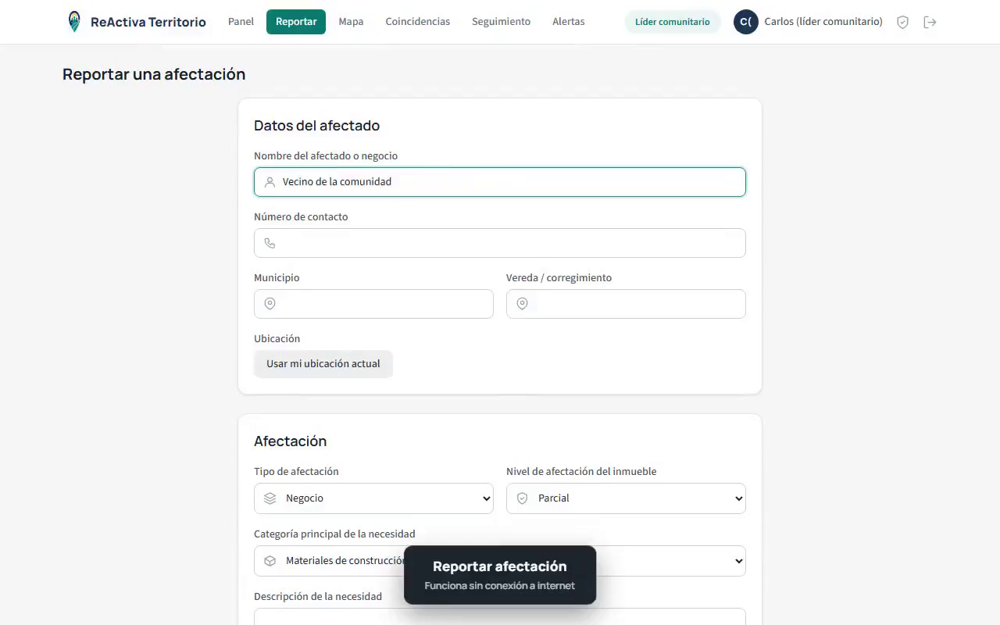 ReActiva Territorio
Panel
Reportar
Mapa
Coincidencias
Seguimiento
Alertas
Líder comunitario
C(
Carlos (líder comunitario)
Reportar una afectación
Datos del afectado
Nombre del afectado o negocio
Vecino de la comunidad
Número de contacto
Municipio
Vereda / corregimiento
Ubicación
Usar mi ubicación actual
Afectación
Tipo de afectación
Nivel de afectación del inmueble
Negocio
Parcial
Categoría principal de la necesidad
Materiales de construcción
Reportar afectación
Funciona sin conexión a internet
Descripción de la necesidad